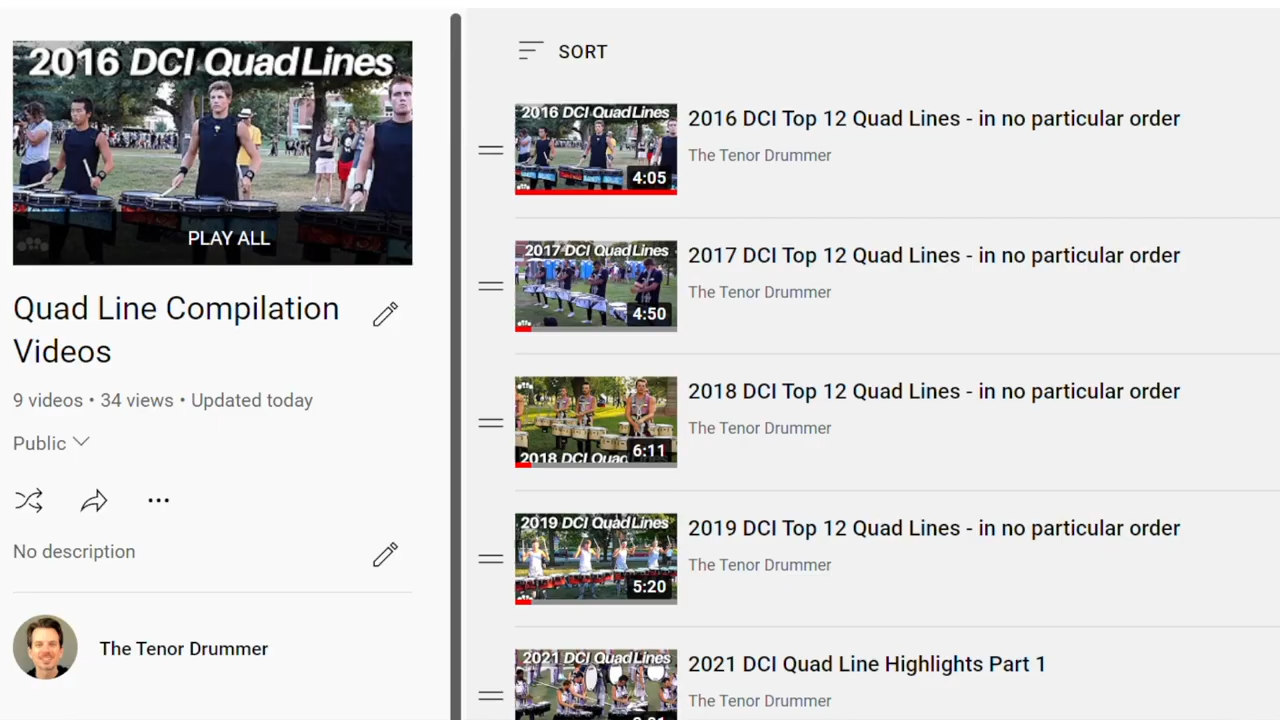 2016 DCI Quad Lines
PLAY ALL
Quad Line Compilation
Videos
9 videos • 34 views • Updated today
Public
No description
The Tenor Drummer
SORT
2016 DCI Quad Lines
4:05
2016 DCI Top 12 Quad Lines - in no particular order
The Tenor Drummer
2017 DCI Quad Lines
4:50
2017 DCI Top 12 Quad Lines - in no particular order
The Tenor Drummer
6:11
2018 DCI Quad
2018 DCI Top 12 Quad Lines - in no particular order
The Tenor Drummer
2019 DCI Quad Lines
5:20
2019 DCI Top 12 Quad Lines - in no particular order
The Tenor Drummer
2021 DCI Quad Lines
2021 DCI Quad Line Highlights Part 1
The Tenor Drummer